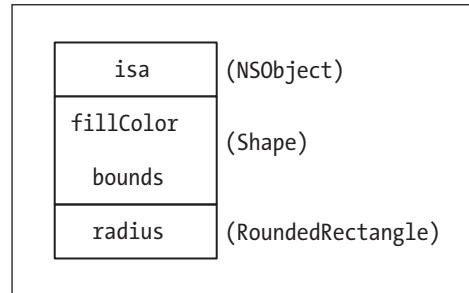 isa (NSObject)
fillColor
(Shape)
bounds
radius (RoundedRectangle)